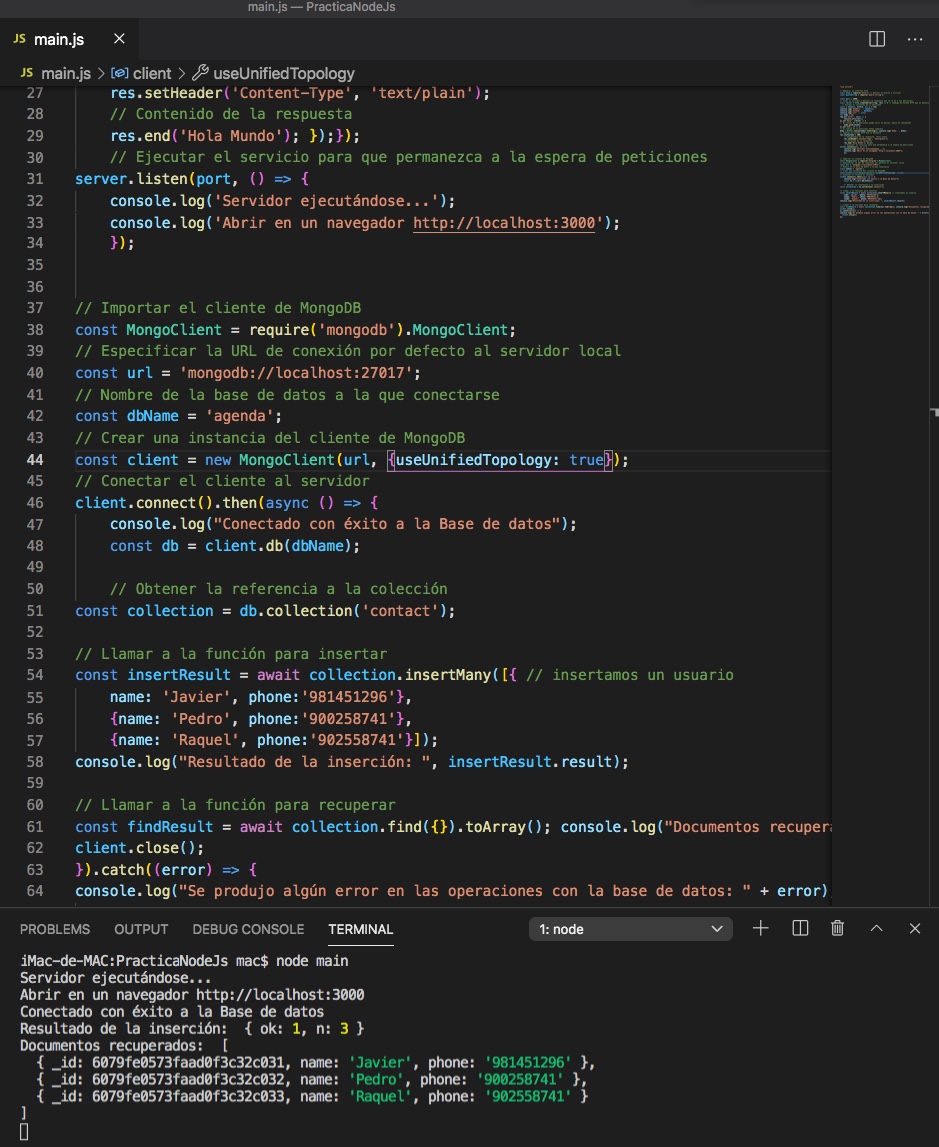 main.js — PracticaNodeJs
JS main.js
JS main.js > client > useUnifiedTopology
27 res.setHeader('Content-Type', 'text/plain');
28 // Contenido de la respuesta
29 res.end('Hola Mundo'); });});
30 // Ejecutar el servicio para que permanezca a la espera de peticiones
31 server.listen(port, () => {
32 console.log('Servidor ejecutándose...');
33 console.log('Abrir en un navegador http://localhost:3000');
34 });
35
36
37 // Importar el cliente de MongoDB
38 const MongoClient = require('mongodb').MongoClient;
39 // Especificar la URL de conexión por defecto al servidor local
40 const url = 'mongodb://localhost:27017';
41 // Nombre de la base de datos a la que conectarse
42 const dbName = 'agenda';
43 // Crear una instancia del cliente de MongoDB
44 const client = new MongoClient(url, {useUnifiedTopology: true});
45 // Conectar el cliente al servidor
46 client.connect().then(async () => {
47 console.log("Conectado con éxito a la Base de datos");
48 const db = client.db(dbName);
49
50 // Obtener la referencia a la colección
51 const collection = db.collection('contact');
52
53 // Llamar a la función para insertar
54 const insertResult = await collection.insertMany([{ // insertamos un usuario
55 name: 'Javier', phone:'981451296'},
56 {name: 'Pedro', phone:'900258741'},
57 {name: 'Raquel', phone:'902558741'}]);
58 console.log("Resultado de la inserción: ", insertResult.result);
59
60 // Llamar a la función para recuperar
61 const findResult = await collection.find({}).toArray(); console.log("Documentos recuper
62 client.close();
63 }).catch((error) => {
64 console.log("Se produjo algún error en las operaciones con la base de datos: " + error)
PROBLEMS OUTPUT DEBUG CONSOLE TERMINAL 1: node
iMac-de-MAC:PracticaNodeJs mac$ node main
Servidor ejecutándose...
Abrir en un navegador http://localhost:3000
Conectado con éxito a la Base de datos
Resultado de la inserción:  { ok: 1, n: 3 }
Documentos recuperados:  [
{ _id: 6079fe0573faad0f3c32c031, name: 'Javier', phone: '981451296' },
{ _id: 6079fe0573faad0f3c32c032, name: 'Pedro', phone: '900258741' },
{ _id: 6079fe0573faad0f3c32c033, name: 'Raquel', phone: '902558741' }
]